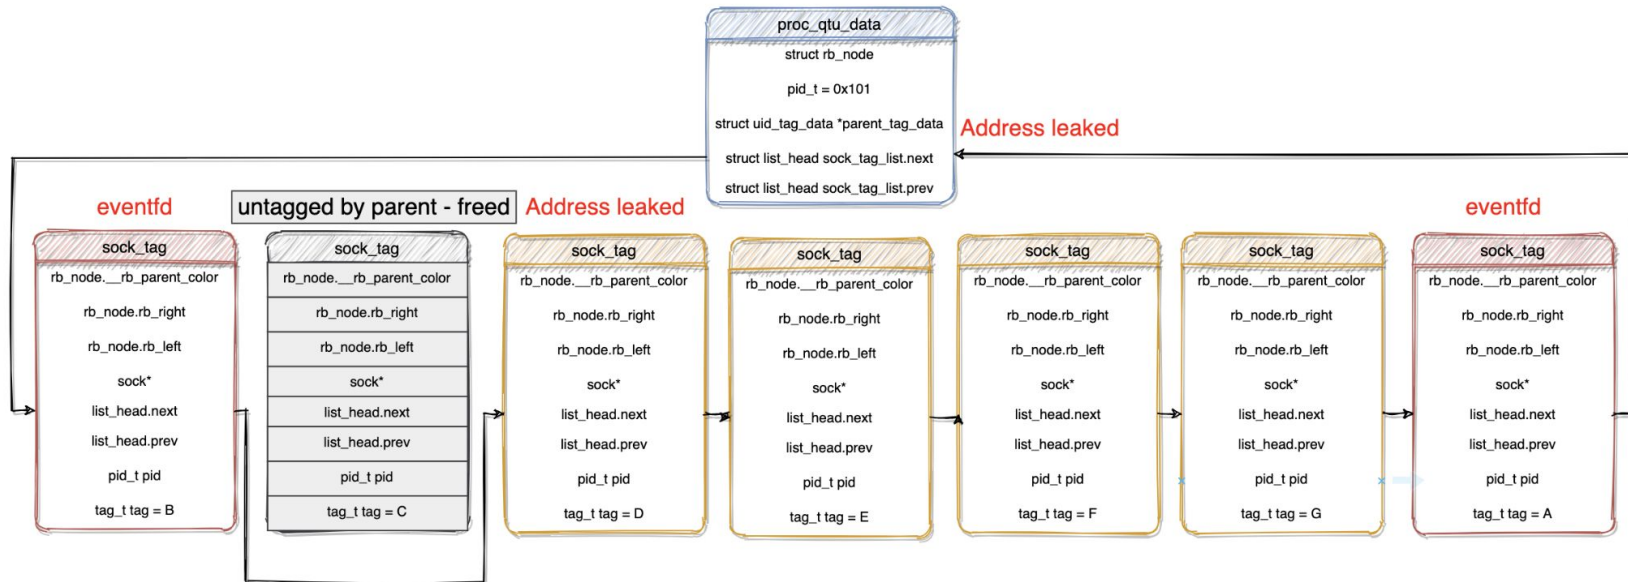 proc_qtu_data
struct rb_node
pid_t = 0x101
struct uid_tag_data *parent_tag_data
struct list_head sock_tag_list.next
struct list_head sock_tag_list.prev
Address leaked
eventfd
sock_tag
rb_node.__rb_parent_color
rb_node.rb_right
rb_node.rb_left
sock*
list_head.next
list_head.prev
pid_t pid
tag_t tag = B
untagged by parent - freed
sock_tag
rb_node.__rb_parent_color
rb_node.rb_right
rb_node.rb_left
sock*
list_head.next
list_head.prev
pid_t pid
tag_t tag = C
Address leaked
sock_tag
rb_node.__rb_parent_color
rb_node.rb_right
rb_node.rb_left
sock*
list_head.next
list_head.prev
pid_t pid
tag_t tag = D
sock_tag
rb_node.__rb_parent_color
rb_node.rb_right
rb_node.rb_left
sock*
list_head.next
list_head.prev
pid_t pid
tag_t tag = E
sock_tag
rb_node.__rb_parent_color
rb_node.rb_right
rb_node.rb_left
sock*
list_head.next
list_head.prev
pid_t pid
tag_t tag = F
sock_tag
rb_node.__rb_parent_color
rb_node.rb_right
rb_node.rb_left
sock*
list_head.next
list_head.prev
pid_t pid
tag_t tag = G
eventfd
sock_tag
rb_node.__rb_parent_color
rb_node.rb_right
rb_node.rb_left
sock*
list_head.next
list_head.prev
pid_t pid
tag_t tag = A